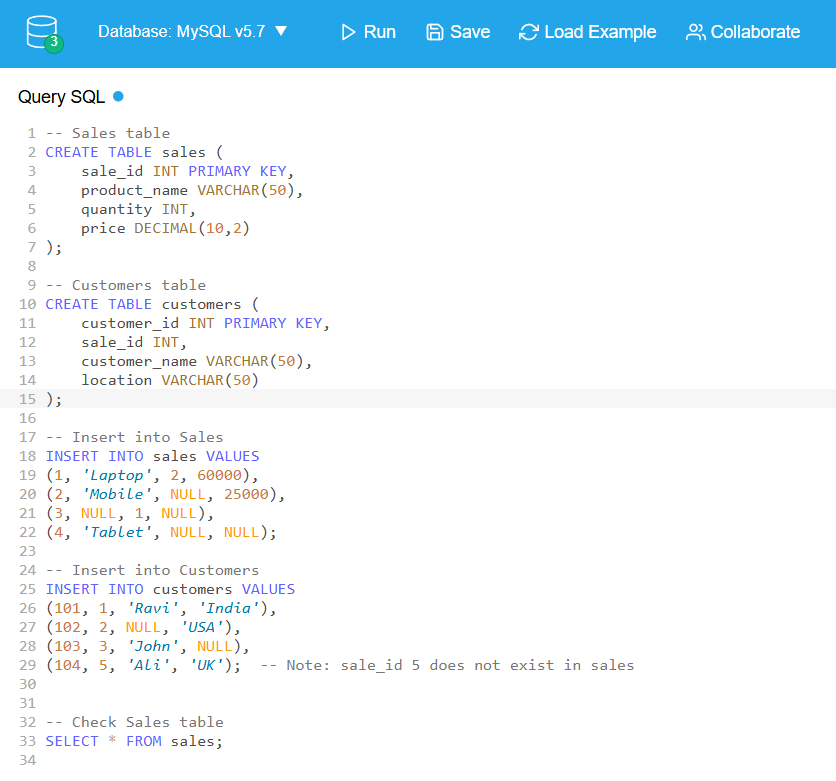 3
Database: MySQL v5.7 ▼
Run
Save
Load Example
Collaborate
Query SQL
1 -- Sales table
2 CREATE TABLE sales (
3     sale_id INT PRIMARY KEY,
4     product_name VARCHAR(50),
5     quantity INT,
6     price DECIMAL(10,2)
7 );
8
9 -- Customers table
10 CREATE TABLE customers (
11     customer_id INT PRIMARY KEY,
12     sale_id INT,
13     customer_name VARCHAR(50),
14     location VARCHAR(50)
15 );
16
17 -- Insert into Sales
18 INSERT INTO sales VALUES
19 (1, 'Laptop', 2, 60000),
20 (2, 'Mobile', NULL, 25000),
21 (3, NULL, 1, NULL),
22 (4, 'Tablet', NULL, NULL);
23
24 -- Insert into Customers
25 INSERT INTO customers VALUES
26 (101, 1, 'Ravi', 'India'),
27 (102, 2, NULL, 'USA'),
28 (103, 3, 'John', NULL),
29 (104, 5, 'Ali', 'UK');  -- Note: sale_id 5 does not exist in sales
30
31
32 -- Check Sales table
33 SELECT * FROM sales;
34